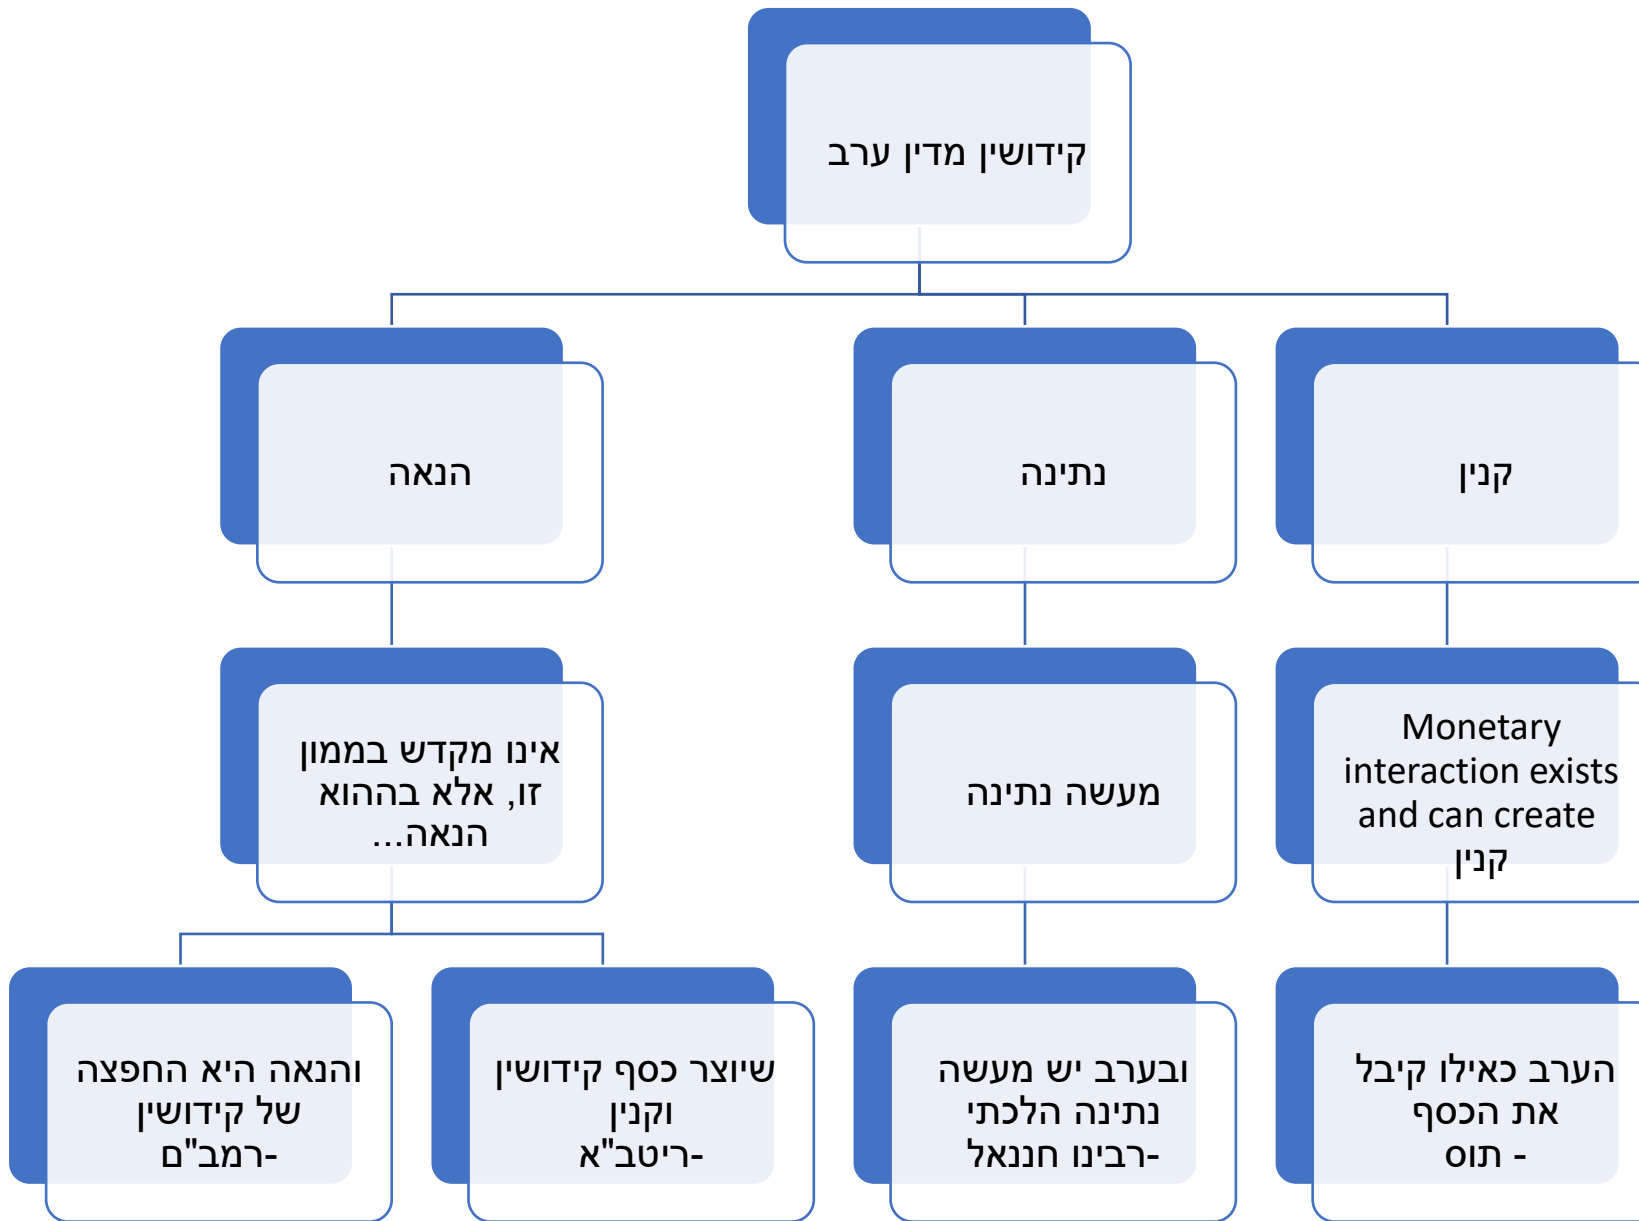 קידושין מדין ערב
קנין
נתינה
הנאה
Monetary
interaction exists
and can create
קנין
מעשה נתינה
אינו מקדש בממון
זו, אלא בההוא
הנאה...
הערב כאילו קיבל
את הכסף
- תוס
ובערב יש מעשה
נתינה הלכתי
-רבינו חננאל
שיוצר כסף קידושין
וקנין
-ריטב"א
והנאה היא החפצה
של קידושין
-רמב"ם